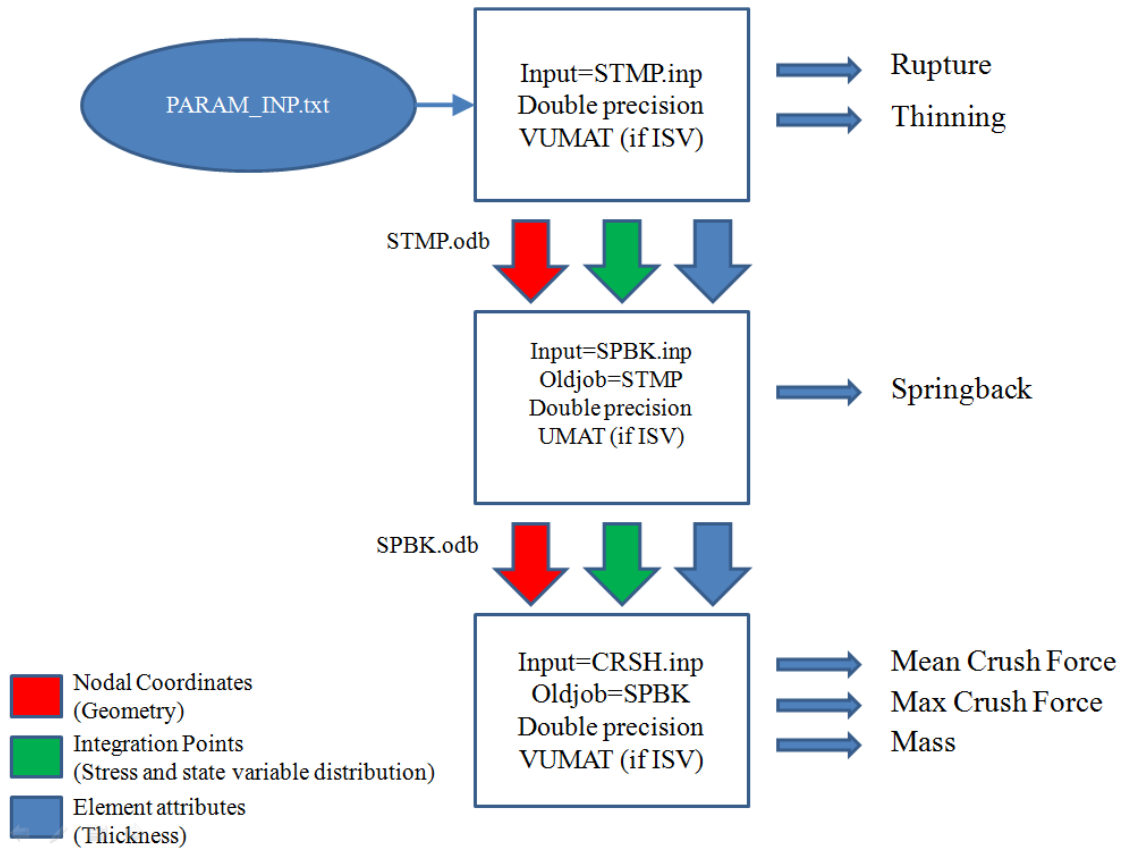 PARAM_INP.txt
Input=STMP.inp
Double precision
VUMAT (if ISV)
Rupture
Thinning
STMP.odb
Input=SPBK.inp
Oldjob=STMP
Double precision
UMAT (if ISV)
Springback
SPBK.odb
Input=CRSH.inp
Oldjob=SPBK
Double precision
VUMAT (if ISV)
Mean Crush Force
Max Crush Force
Mass
Nodal Coordinates
(Geometry)
Integration Points
(Stress and state variable distribution)
Element attributes
(Thickness)